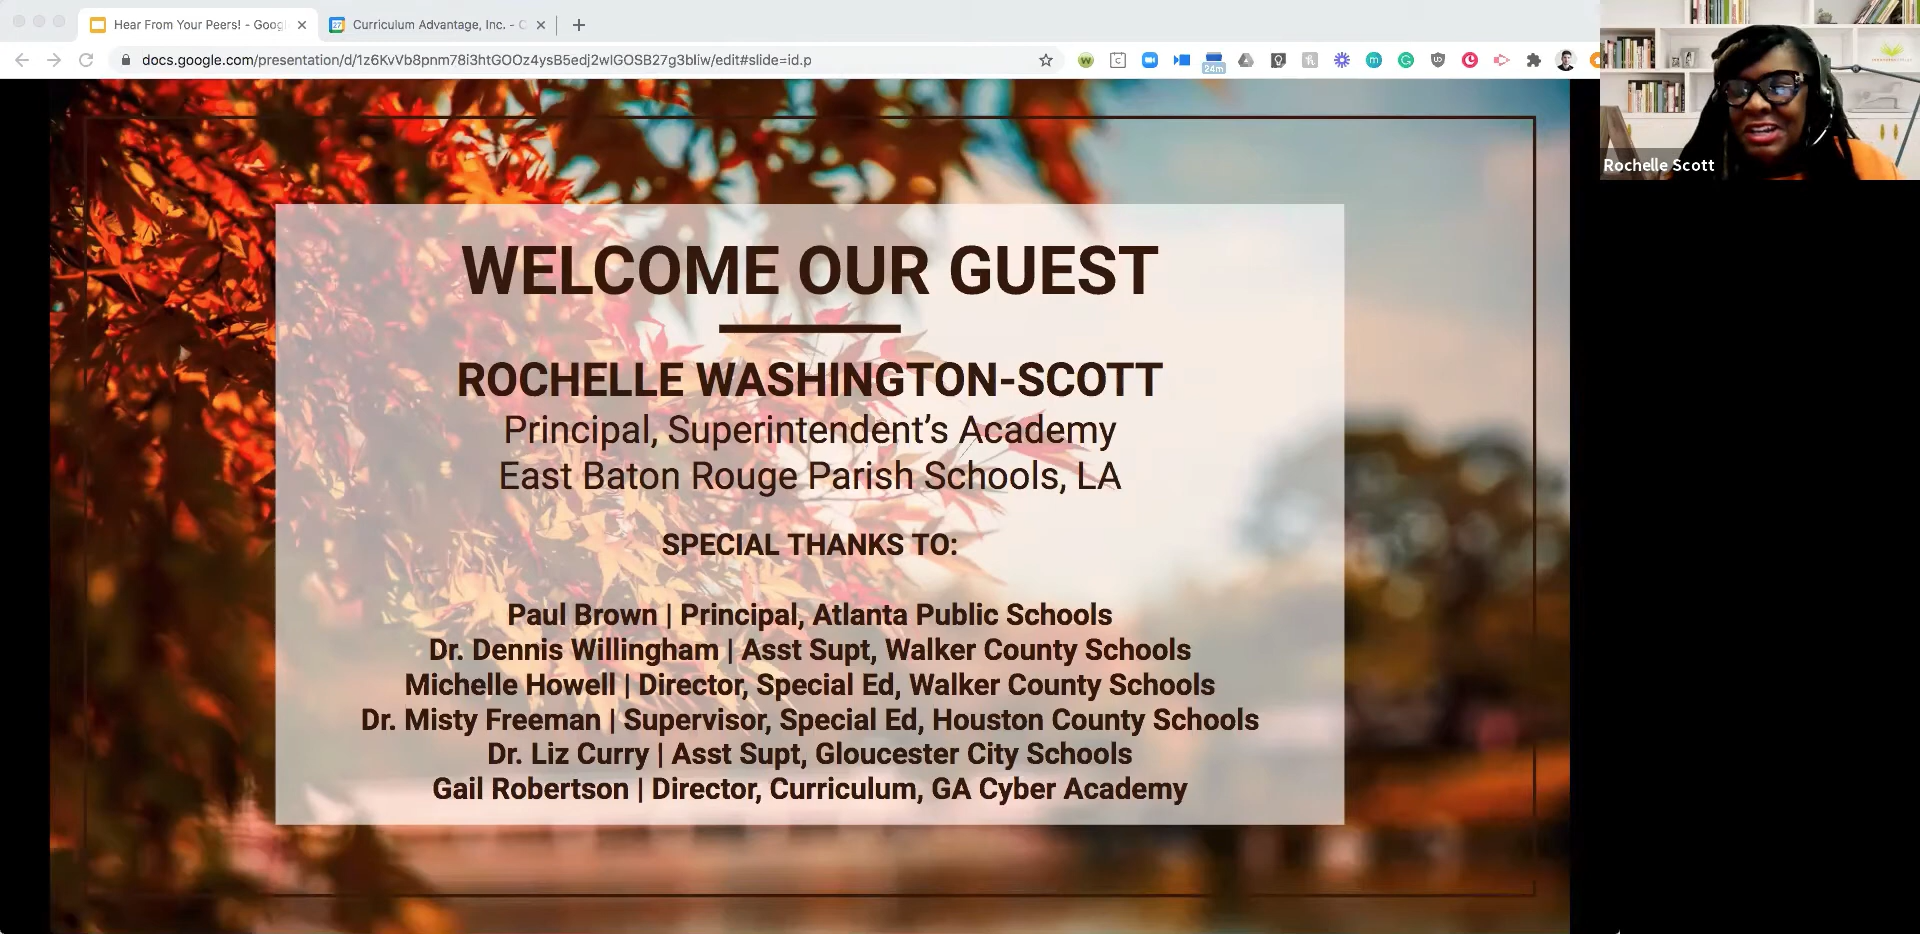 Hear From Your Peers! - Goog
Curriculum Advantage, Inc. - C
docs.google.com/presentation/d/1z6KvVb8pnm78i3htGOOz4ysB5edj2wIGOSB27g3bliw/edit#slide=id.p
24m
Rochelle Scott
WELCOME OUR GUEST
ROCHELLE WASHINGTON-SCOTT
Principal, Superintendent’s Academy
East Baton Rouge Parish Schools, LA
SPECIAL THANKS TO:
Paul Brown | Principal, Atlanta Public Schools
Dr. Dennis Willingham | Asst Supt, Walker County Schools
Michelle Howell | Director, Special Ed, Walker County Schools
Dr. Misty Freeman | Supervisor, Special Ed, Houston County Schools
Dr. Liz Curry | Asst Supt, Gloucester City Schools
Gail Robertson | Director, Curriculum, GA Cyber Academy